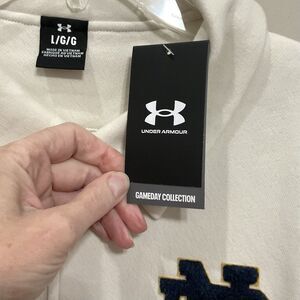 L/G/G
MADE IN VIETNAM
FABRIQUÉ AU VIETNAM
HECHO EN VIETNAM
UNDER ARMOUR
GAMEDAY COLLECTION